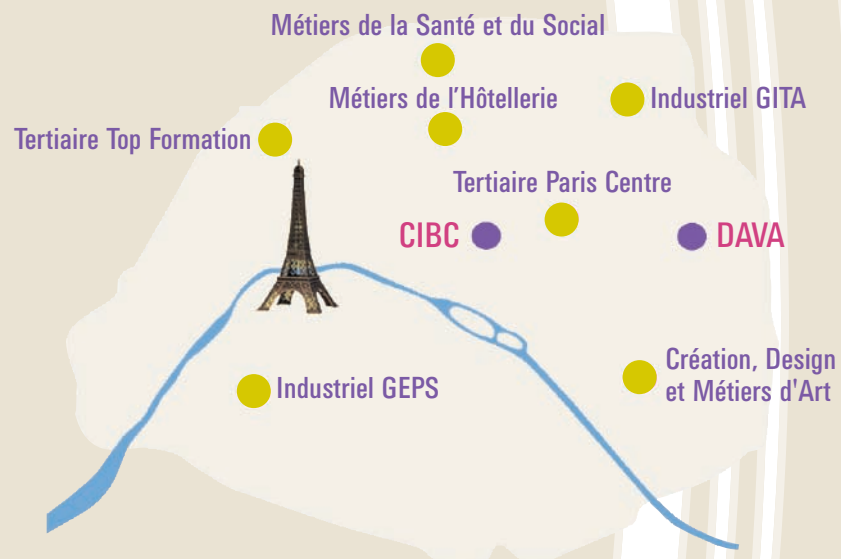 Métiers de la Santé et du Social
Métiers de l'Hôtellerie
Industriel GITA
Tertiaire Top Formation
Tertiaire Paris Centre
CIBC
DAVA
Création, Design
et Métiers d'Art
Industriel GEPS